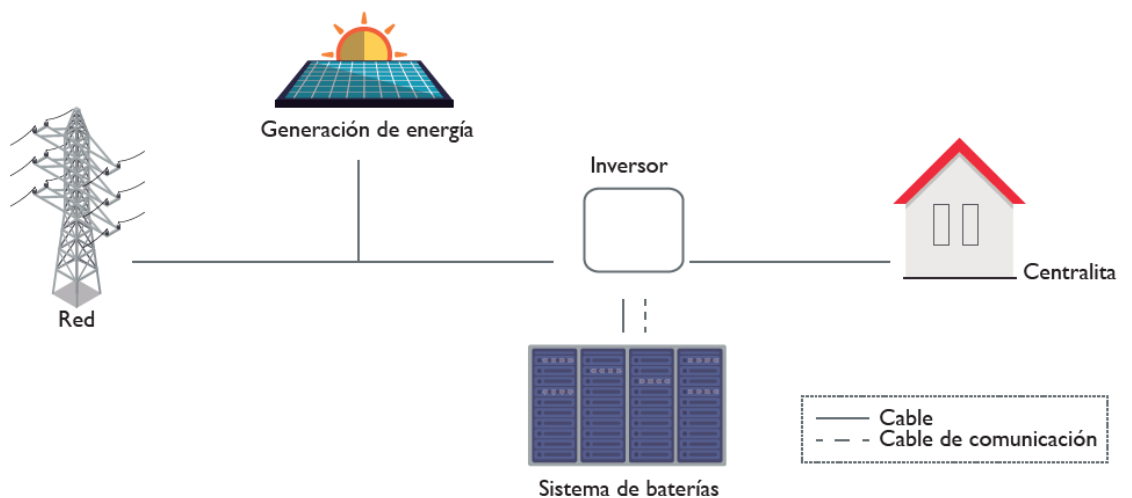 Generación de energía
Inversor
Red
Centralita
Sistema de baterías
Cable
Cable de comunicación